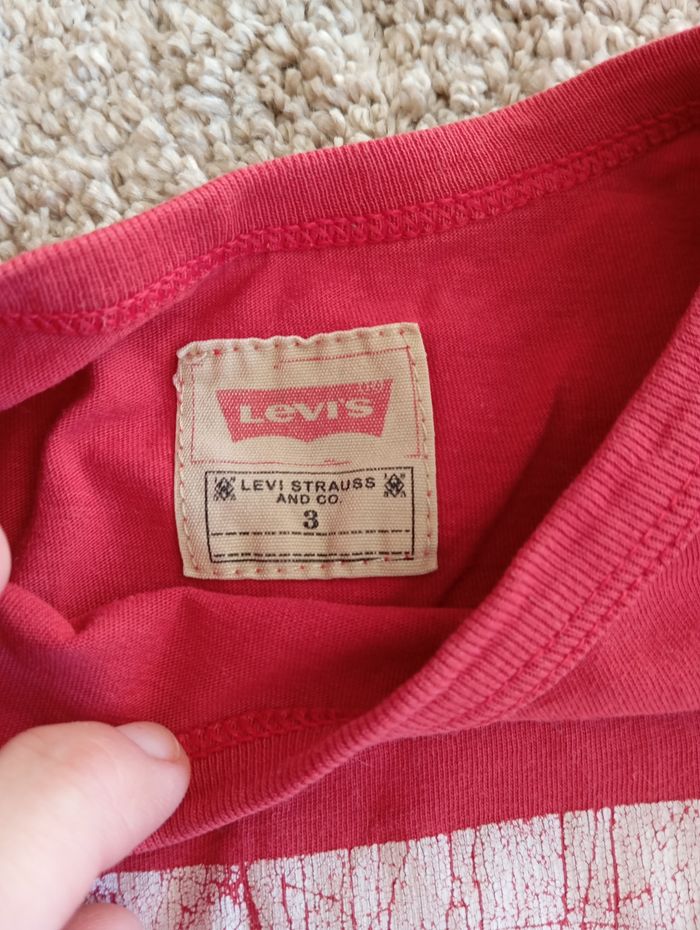 Levi's
LEVI STRAUSS
AND CO.
3